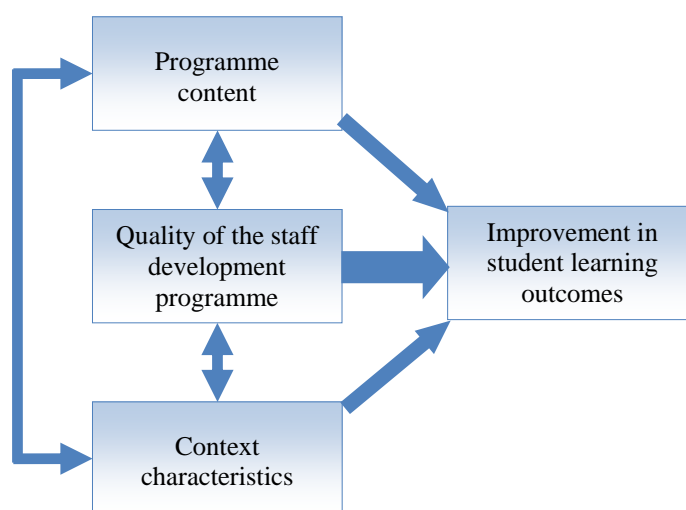 Programme
content
Quality of the staff
development
programme
Improvement in
student learning
outcomes
Context
characteristics